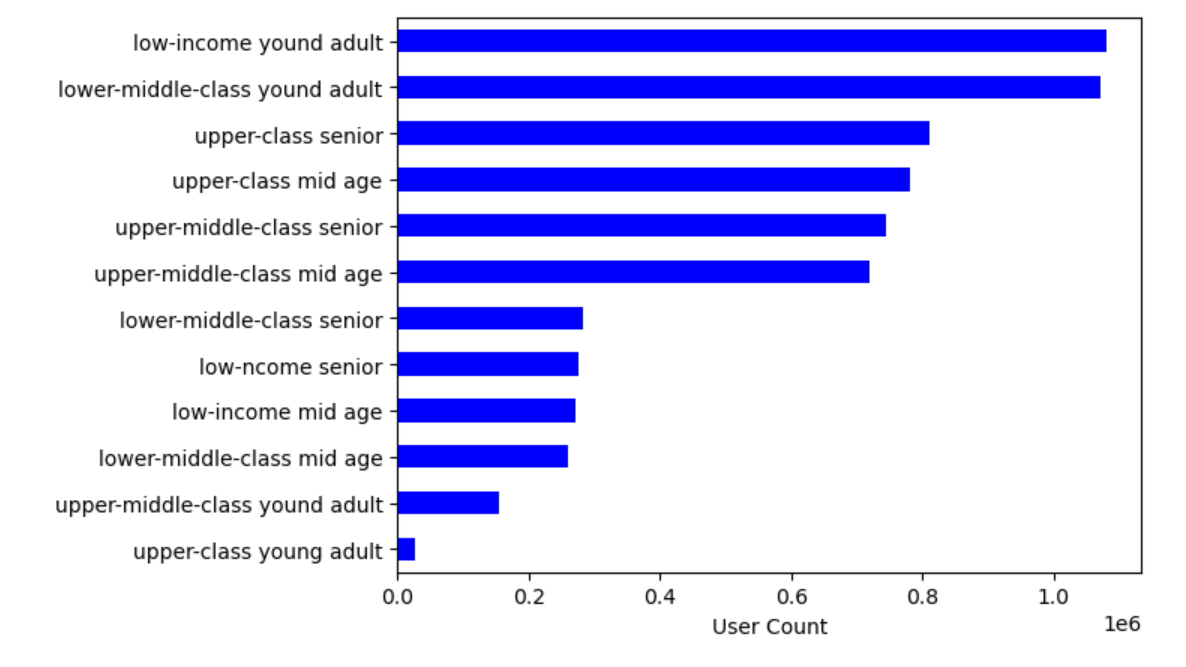 low-income yound adult
lower-middle-class yound adult
upper-class senior
upper-class mid age
upper-middle-class senior
upper-middle-class mid age
lower-middle-class senior
low-ncome senior
low-income mid age
lower-middle-class mid age
upper-middle-class yound adult
upper-class young adult
0.0 0.2 0.4 0.6 0.8 1.0
User Count
1e6